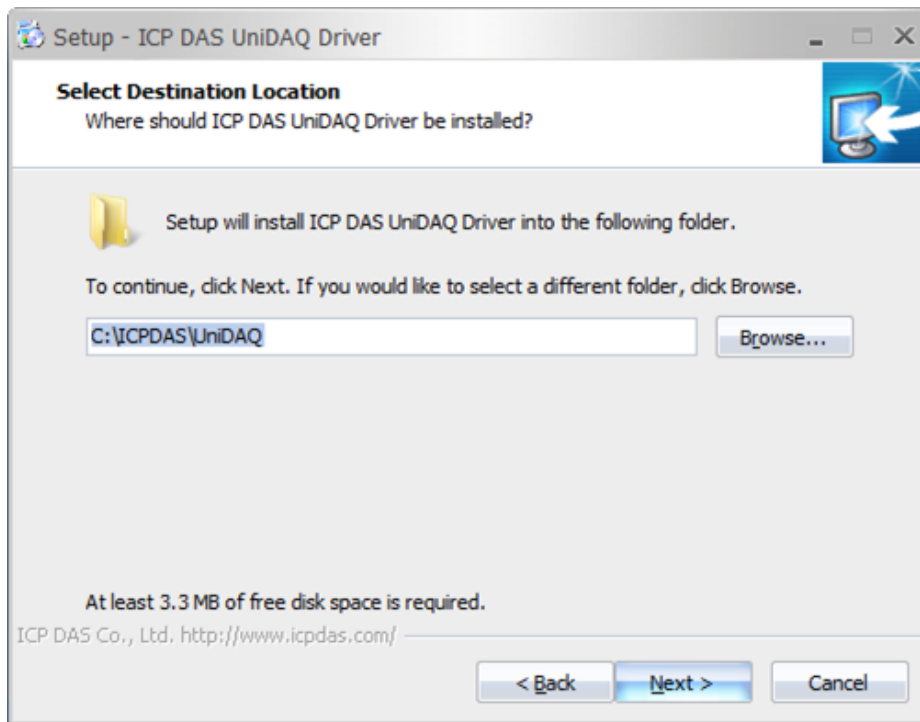 Setup - ICP DAS UniDAQ Driver
Select Destination Location
Where should ICP DAS UniDAQ Driver be installed?
Setup will install ICP DAS UniDAQ Driver into the following folder.
To continue, click Next. If you would like to select a different folder, click Browse.
C:\ICPDAS\UniDAQ
Browse...
At least 3.3 MB of free disk space is required.
ICP DAS Co., Ltd. http://www.icpdas.com/
< Back
Next >
Cancel